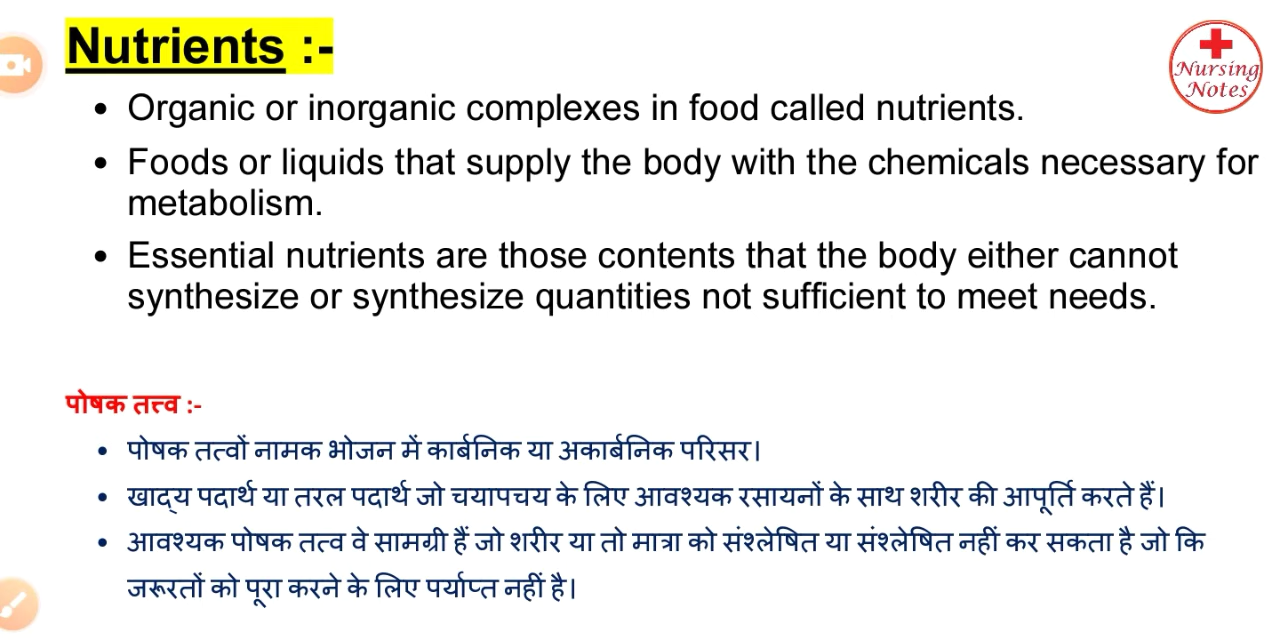 Nutrients :-
Nursing
Notes
• Organic or inorganic complexes in food called nutrients.
• Foods or liquids that supply the body with the chemicals necessary for
metabolism.
• Essential nutrients are those contents that the body either cannot
synthesize or synthesize quantities not sufficient to meet needs.
पोषक तत्त्व :-
• पोषक तत्वों नामक भोजन में कार्बनिक या अकार्बनिक परिसर।
• खाद्य पदार्थ या तरल पदार्थ जो चयापचय के लिए आवश्यक रसायनों के साथ शरीर की आपूर्ति करते हैं।
• आवश्यक पोषक तत्व वे सामग्री हैं जो शरीर या तो मात्रा को संश्लेषित या संश्लेषित नहीं कर सकता है जो कि
जरूरतों को पूरा करने के लिए पर्याप्त नहीं है।